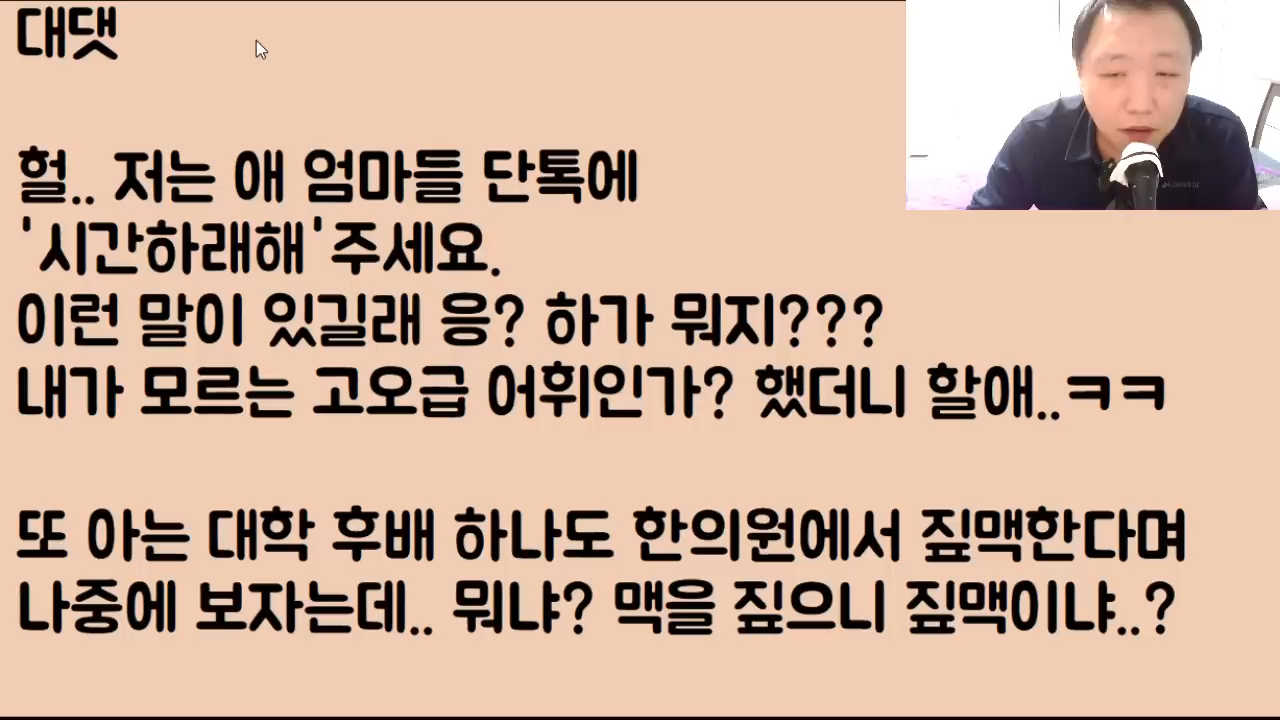 대댓
헐.. 저는 애 엄마들 단톡에
'시간하래해'주세요.
이런 말이 있길래 응? 하가 뭐지???
내가 모르는 고오급 어휘인가? 했더니 할애..ㅋㅋ
또 아는 대학 후배 하나도 한의원에서 짚맥한다며
나중에 보자는데.. 뭐냐? 맥을 짚으니 짚맥이냐..?